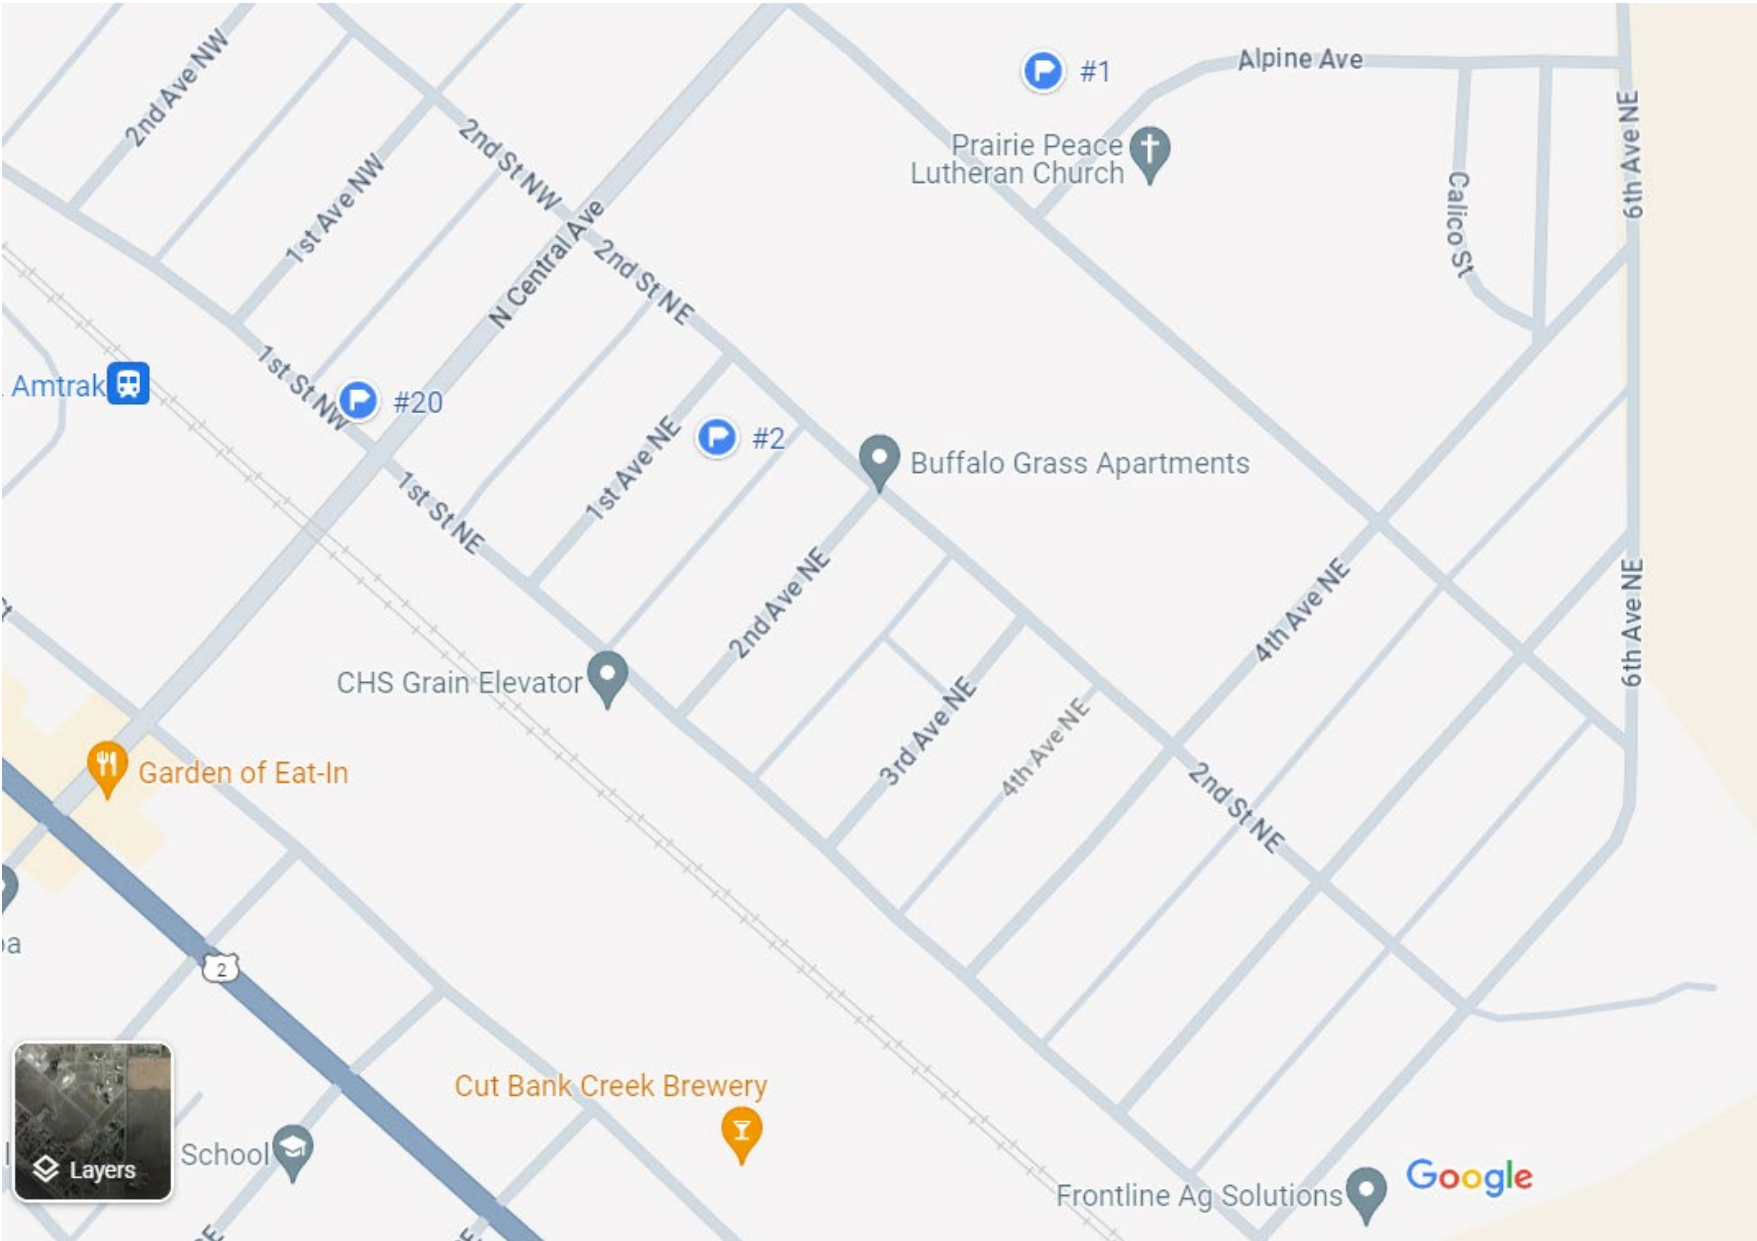 2nd Ave NW
#1
Alpine Ave
6th Ave NE
2nd St NW
Prairie Peace
Lutheran Church
1st Ave NW
Calico St
N Central Ave
2nd St NE
Amtrak
1st St NW
#20
#2
1st Ave NE
Buffalo Grass Apartments
1st St NE
2nd Ave NE
4th Ave NE
6th Ave NE
CHS Grain Elevator
3rd Ave NE
4th Ave NE
Garden of Eat-In
2nd St NE
2
Cut Bank Creek Brewery
School
Layers
Frontline Ag Solutions
Google